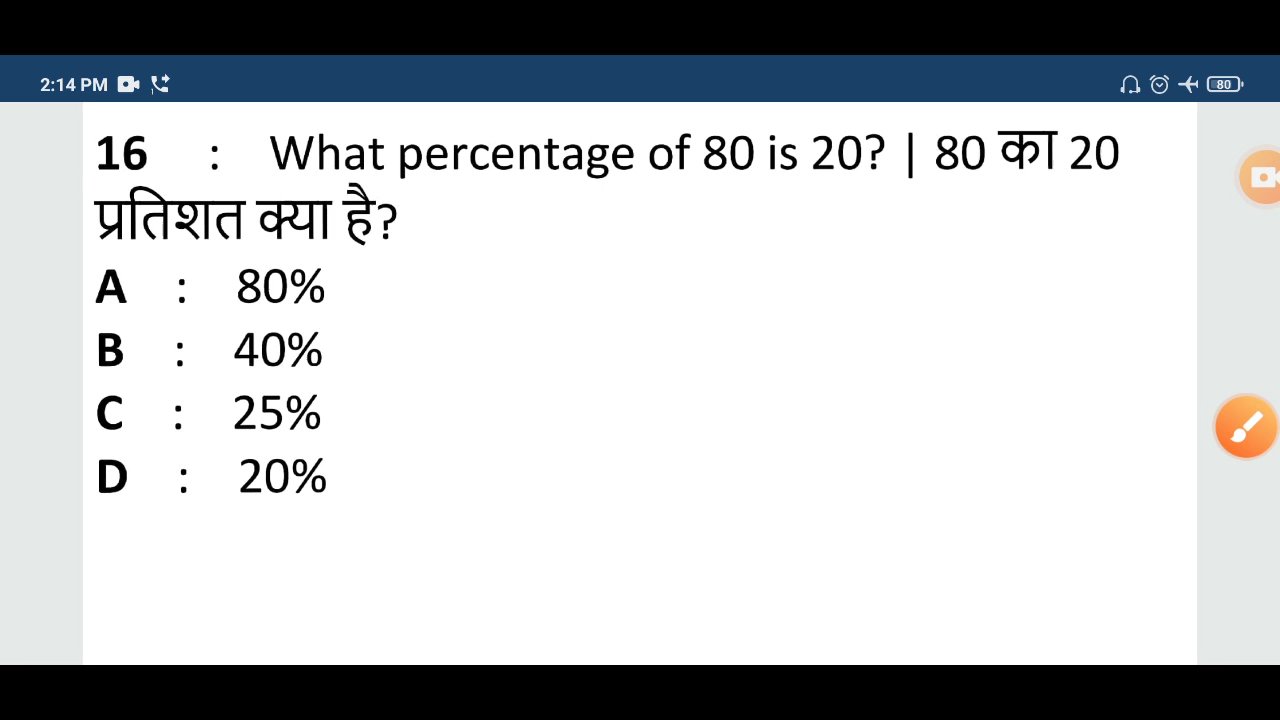 2:14 PM
80
16 : What percentage of 80 is 20? | 80 का 20
प्रतिशत क्या है?
A : 80%
B : 40%
C : 25%
D : 20%